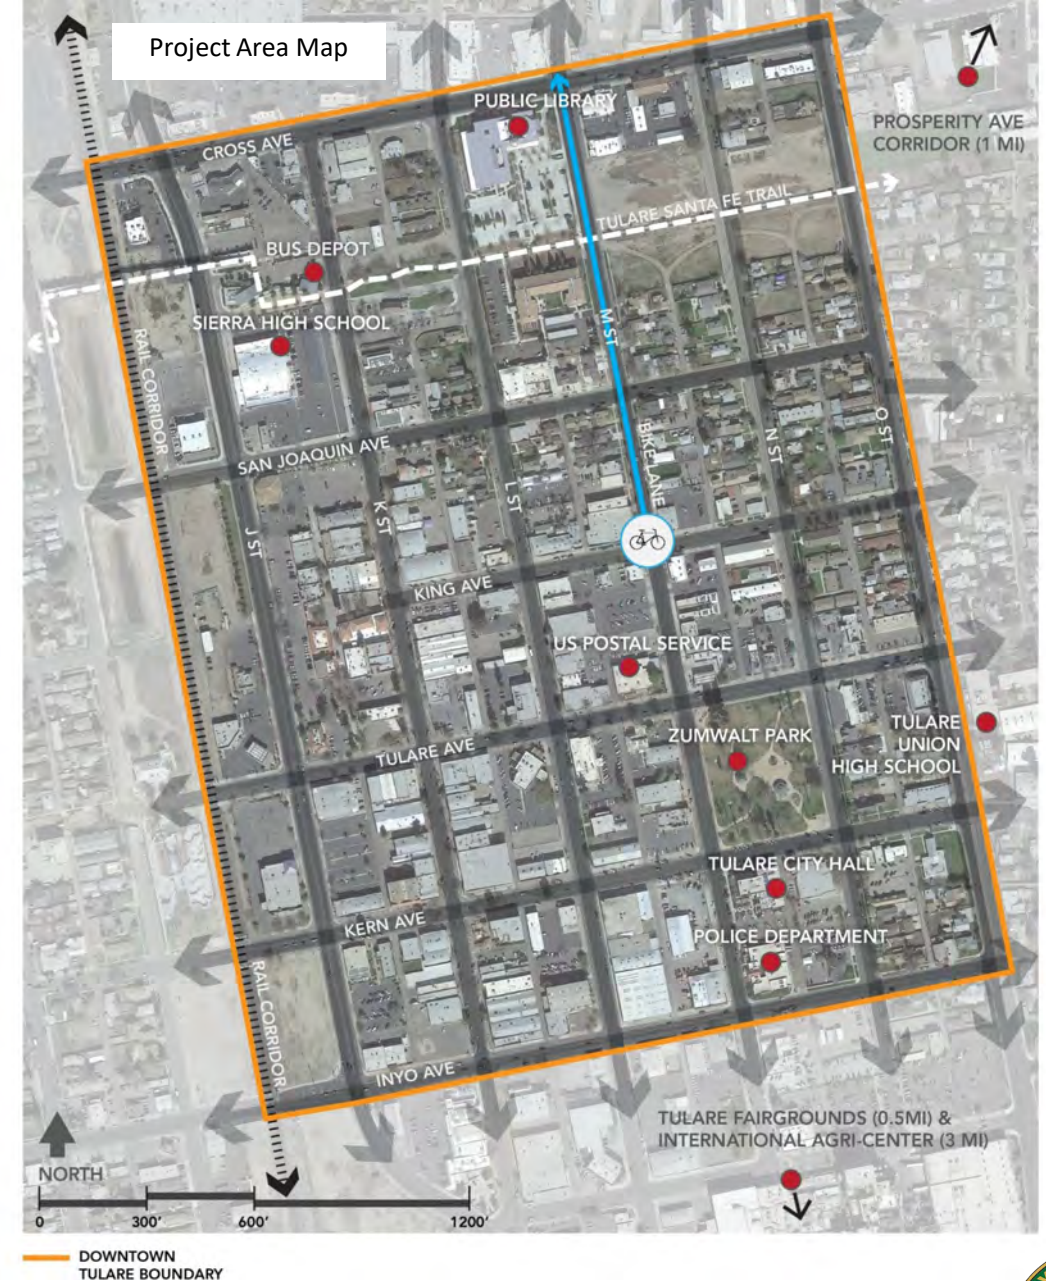 Project Area Map
PUBLIC LIBRARY
PROSPERITY AVE
CORRIDOR (1 MI)
CROSS AVE
TULARE SANTA FE TRAIL
BUS DEPOT
SIERRA HIGH SCHOOL
RAIL CORRIDOR
M ST
BIKE LANE
SAN JOAQUIN AVE
J ST
K ST
L ST
N ST
O ST
KING AVE
US POSTAL SERVICE
TULARE AVE
ZUMWALT PARK
TULARE
UNION
HIGH SCHOOL
TULARE CITY HALL
KERN AVE
POLICE DEPARTMENT
RAIL CORRIDOR
INYO AVE
TULARE FAIRGROUNDS (0.5MI) &
INTERNATIONAL AGRI-CENTER (3 MI)
NORTH
0 300' 600' 1200'
DOWNTOWN
TULARE BOUNDARY